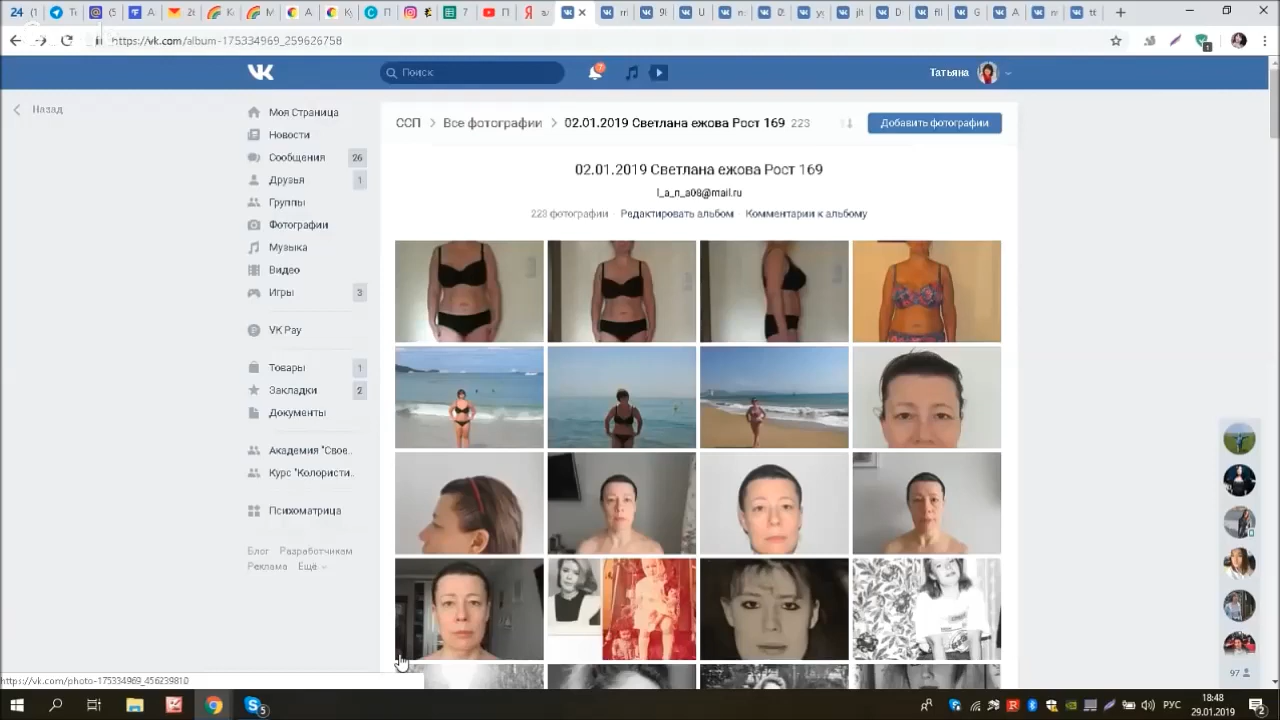 24
https://vk.com/album-175334969_259626758
Поиск
7
Татьяна
Назад
Моя Страница
Новости
Сообщения 26
Друзья 1
Группы
Фотографии
Музыка
Видео
Игры 3
VK Pay
Товары 1
Закладки 2
Документы
Академия "Свое..
Курс "Колористи..
Психоматрица
Блог Разработчикам
Реклама Ещё
ССП > Все фотографии > 02.01.2019 Светлана ежова Рост 169 223
Добавить фотографии
02.01.2019 Светлана ежова Рост 169
l_a_n_a08@mail.ru
223 фотографии · Редактировать альбом · Комментарии к альбому
97
https://vk.com/photo-175334969_456239810
5
РУС
18:48
29.01.2019
2